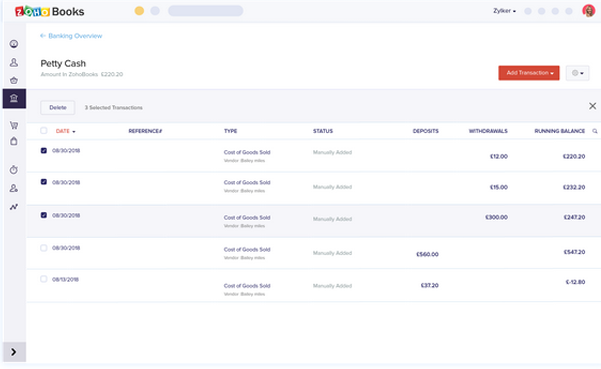 ZOHO Books
Zylker
← Banking Overview
Petty Cash
Amount In ZohoBooks £220.20
Add Transaction
Delete 3 Selected Transactions
DATE REFERENCE# TYPE STATUS DEPOSITS WITHDRAWALS RUNNING BALANCE
08/30/2018 Cost of Goods Sold Manually Added £12.00 £220.20
Vendor: Bailey miles
08/30/2018 Cost of Goods Sold Manually Added £15.00 £232.20
Vendor: Bailey miles
08/30/2018 Cost of Goods Sold Manually Added £300.00 £247.20
Vendor: Bailey miles
08/30/2018 Cost of Goods Sold Manually Added £560.00 £547.20
Vendor: Bailey miles
08/13/2018 Cost of Goods Sold Manually Added £37.20 £-12.80
Vendor: Bailey miles